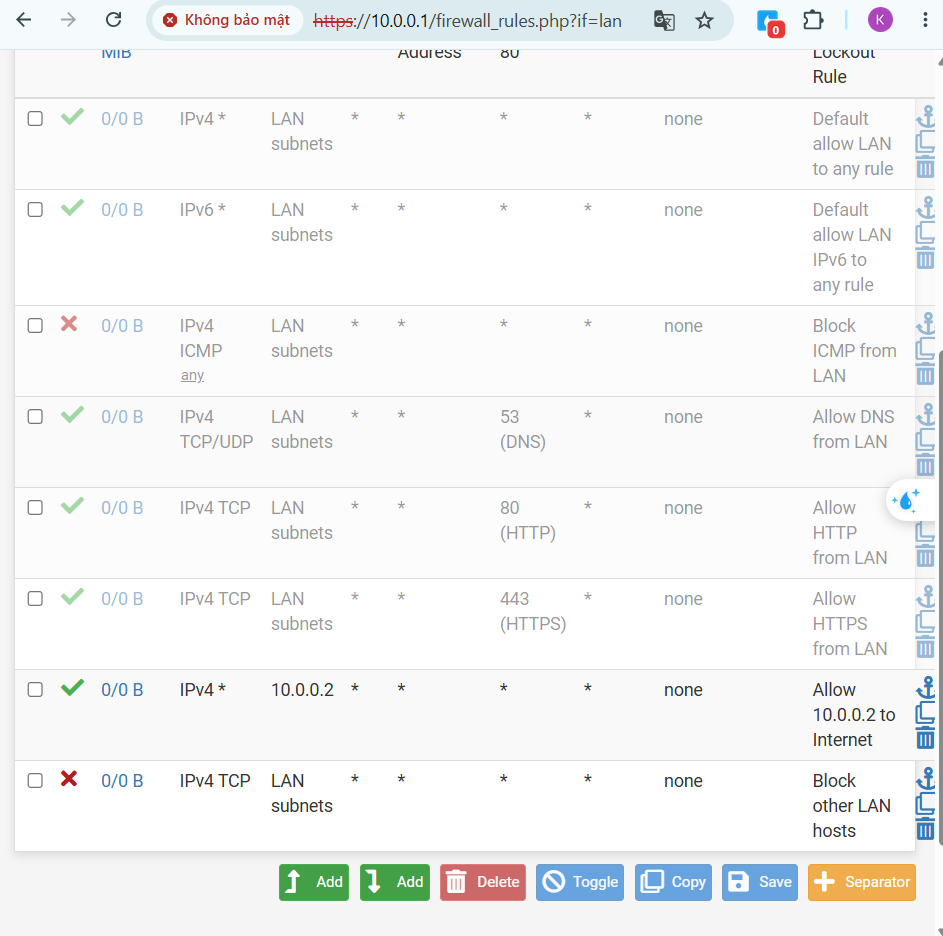 Không bảo mật https://10.0.0.1/firewall_rules.php?if=lan 0 K
MiB Address 80 Lockout
Rule
0/0 B IPv4 * LAN * * * * none Default
subnets allow LAN
to any rule
0/0 B IPv6 * LAN * * * * none Default
subnets allow LAN
IPv6 to
any rule
0/0 B IPv4 LAN * * * * none Block
ICMP subnets ICMP from
any LAN
0/0 B IPv4 LAN * * 53 * none Allow DNS
TCP/UDP subnets (DNS) from LAN
0/0 B IPv4 TCP LAN * * 80 * none Allow
subnets (HTTP) HTTP
from LAN
0/0 B IPv4 TCP LAN * * 443 * none Allow
subnets (HTTPS) HTTPS
from LAN
0/0 B IPv4 * 10.0.0.2 * * * * none Allow
10.0.0.2 to
Internet
0/0 B IPv4 TCP LAN * * * * none Block
subnets other LAN
hosts
Add Add Delete Toggle Copy Save Separator